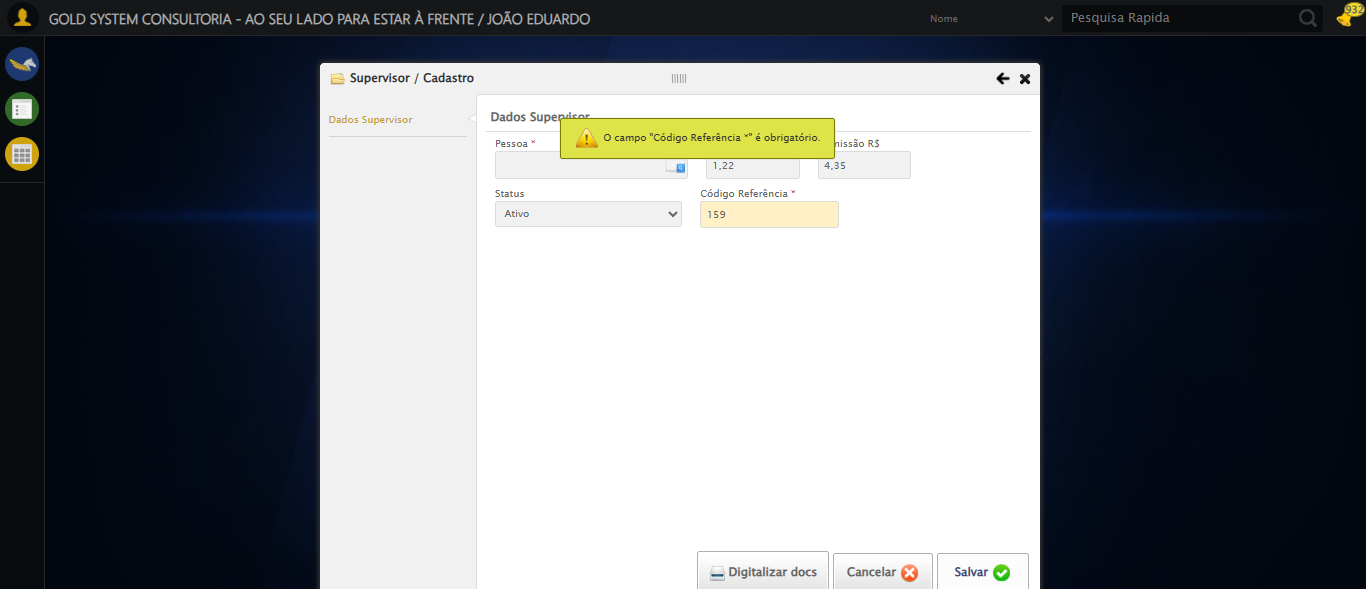 GOLD SYSTEM CONSULTORIA - AO SEU LADO PARA ESTAR À FRENTE / JOÃO EDUARDO
Nome
Pesquisa Rapida
932
Supervisor / Cadastro
Dados Supervisor
Dados Supervisor
O campo "Código Referência *" é obrigatório.
Pessoa *
missão R$
1,22
4,35
Status
Código Referência *
Ativo
159
Digitalizar docs
Cancelar
Salvar